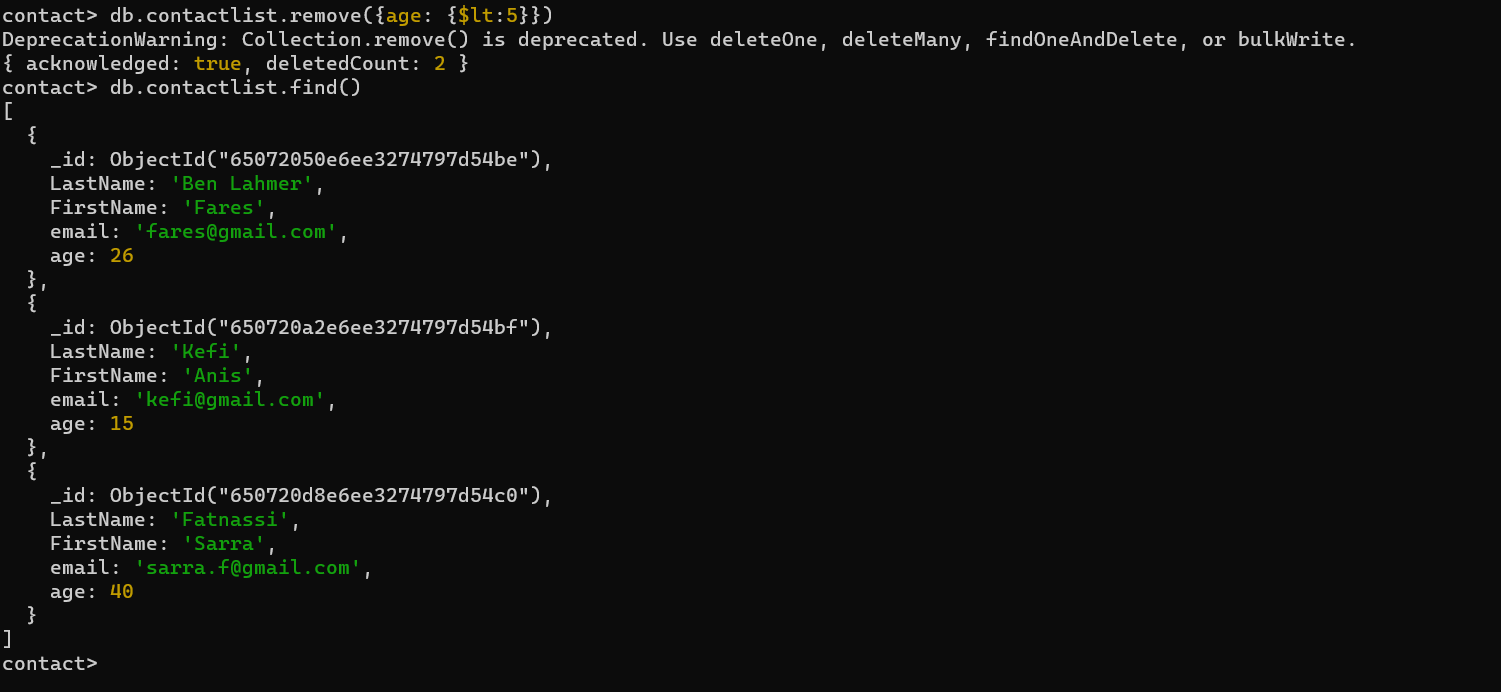 contact> db.contactlist.remove({age: {$lt:5}})
DeprecationWarning: Collection.remove() is deprecated. Use deleteOne, deleteMany, findOneAndDelete, or bulkWrite.
{ acknowledged: true, deletedCount: 2 }
contact> db.contactlist.find()
[
  {
    _id: ObjectId("65072050e6ee3274797d54be"),
    LastName: 'Ben Lahmer',
    FirstName: 'Fares',
    email: 'fares@gmail.com',
    age: 26
  },
  {
    _id: ObjectId("650720a2e6ee3274797d54bf"),
    LastName: 'Kefi',
    FirstName: 'Anis',
    email: 'kefi@gmail.com',
    age: 15
  },
  {
    _id: ObjectId("650720d8e6ee3274797d54c0"),
    LastName: 'Fatnassi',
    FirstName: 'Sarra',
    email: 'sarra.f@gmail.com',
    age: 40
  }
]
contact>